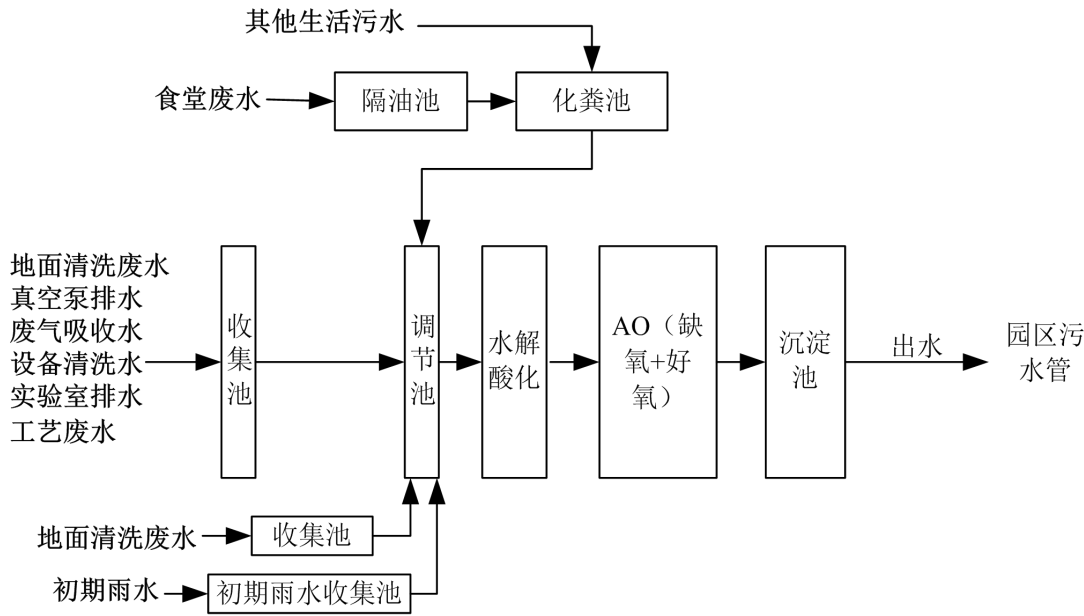 其他生活污水
食堂废水
隔油池
化粪池
地面清洗废水
真空泵排水
废气吸收水
设备清洗水
实验室排水
工艺废水
收
集
池
调
节
池
水解
酸化
AO（缺
氧+好
氧）
沉淀
池
出水
园区污
水管
地面清洗废水
收集池
初期雨水
初期雨水收集池